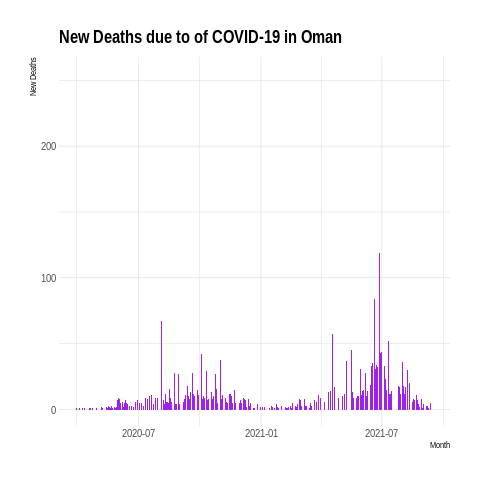 New Deaths due to of COVID-19 in Oman
New Deaths
200
100
0
2020-07
2021-01
2021-07
Month